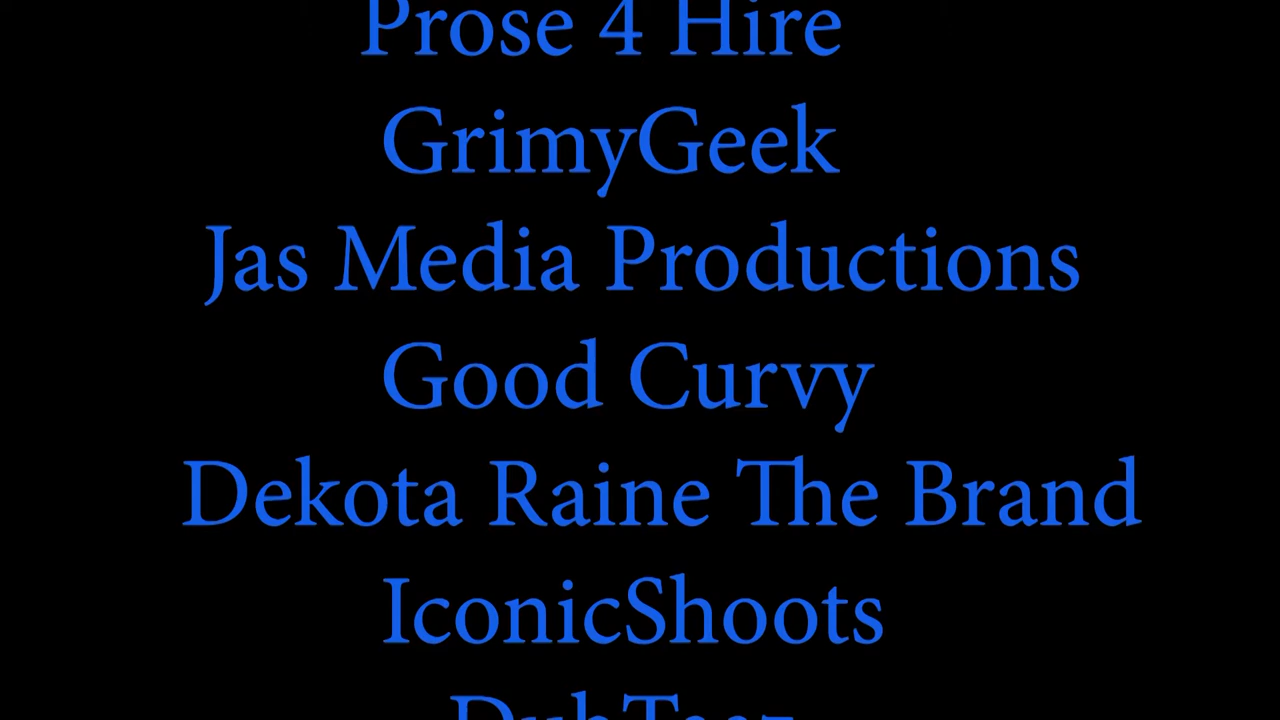 Prose 4 Hire
GrimyGeek
Jas Media Productions
Good Curvy
Dekota Raine The Brand
IconicShoots